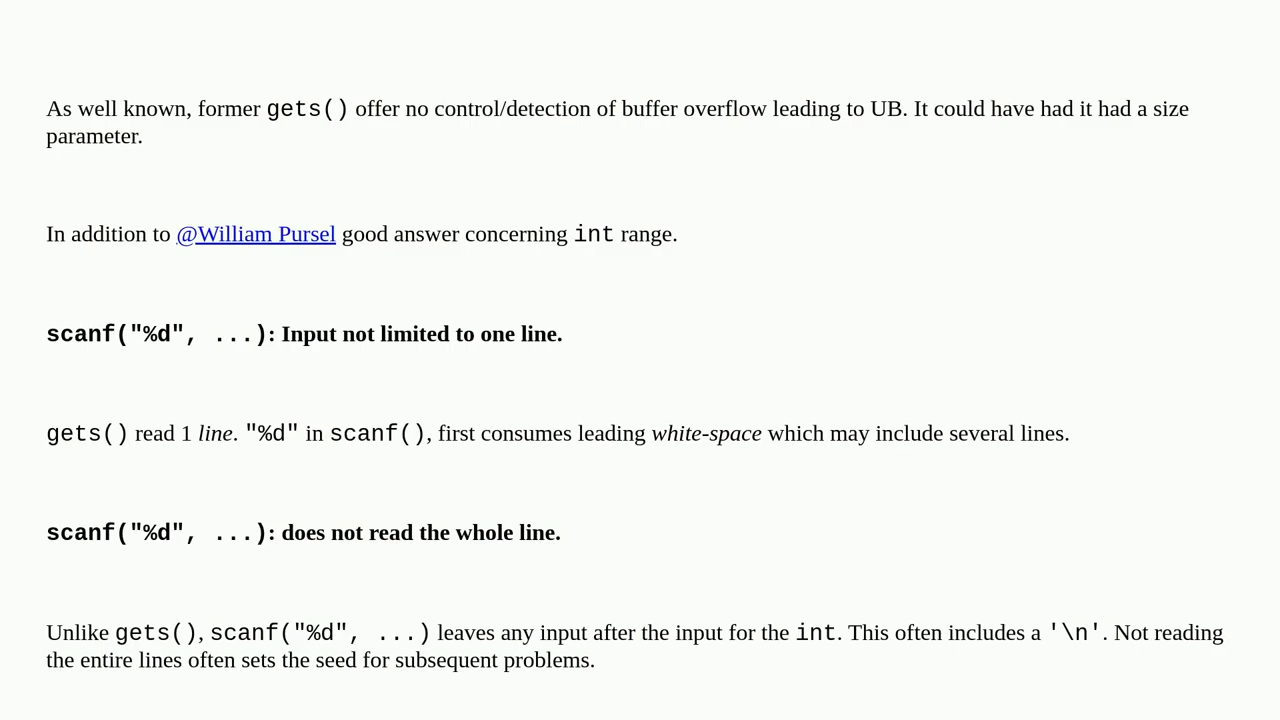 As well known, former gets() offer no control/detection of buffer overflow leading to UB. It could have had it had a size
parameter.
In addition to @William Pursel good answer concerning int range.
scanf("%d", ...): Input not limited to one line.
gets() read 1 line. "%d" in scanf(), first consumes leading white-space which may include several lines.
scanf("%d", ...): does not read the whole line.
Unlike gets(), scanf("%d", ...) leaves any input after the input for the int. This often includes a '\n'. Not reading
the entire lines often sets the seed for subsequent problems.